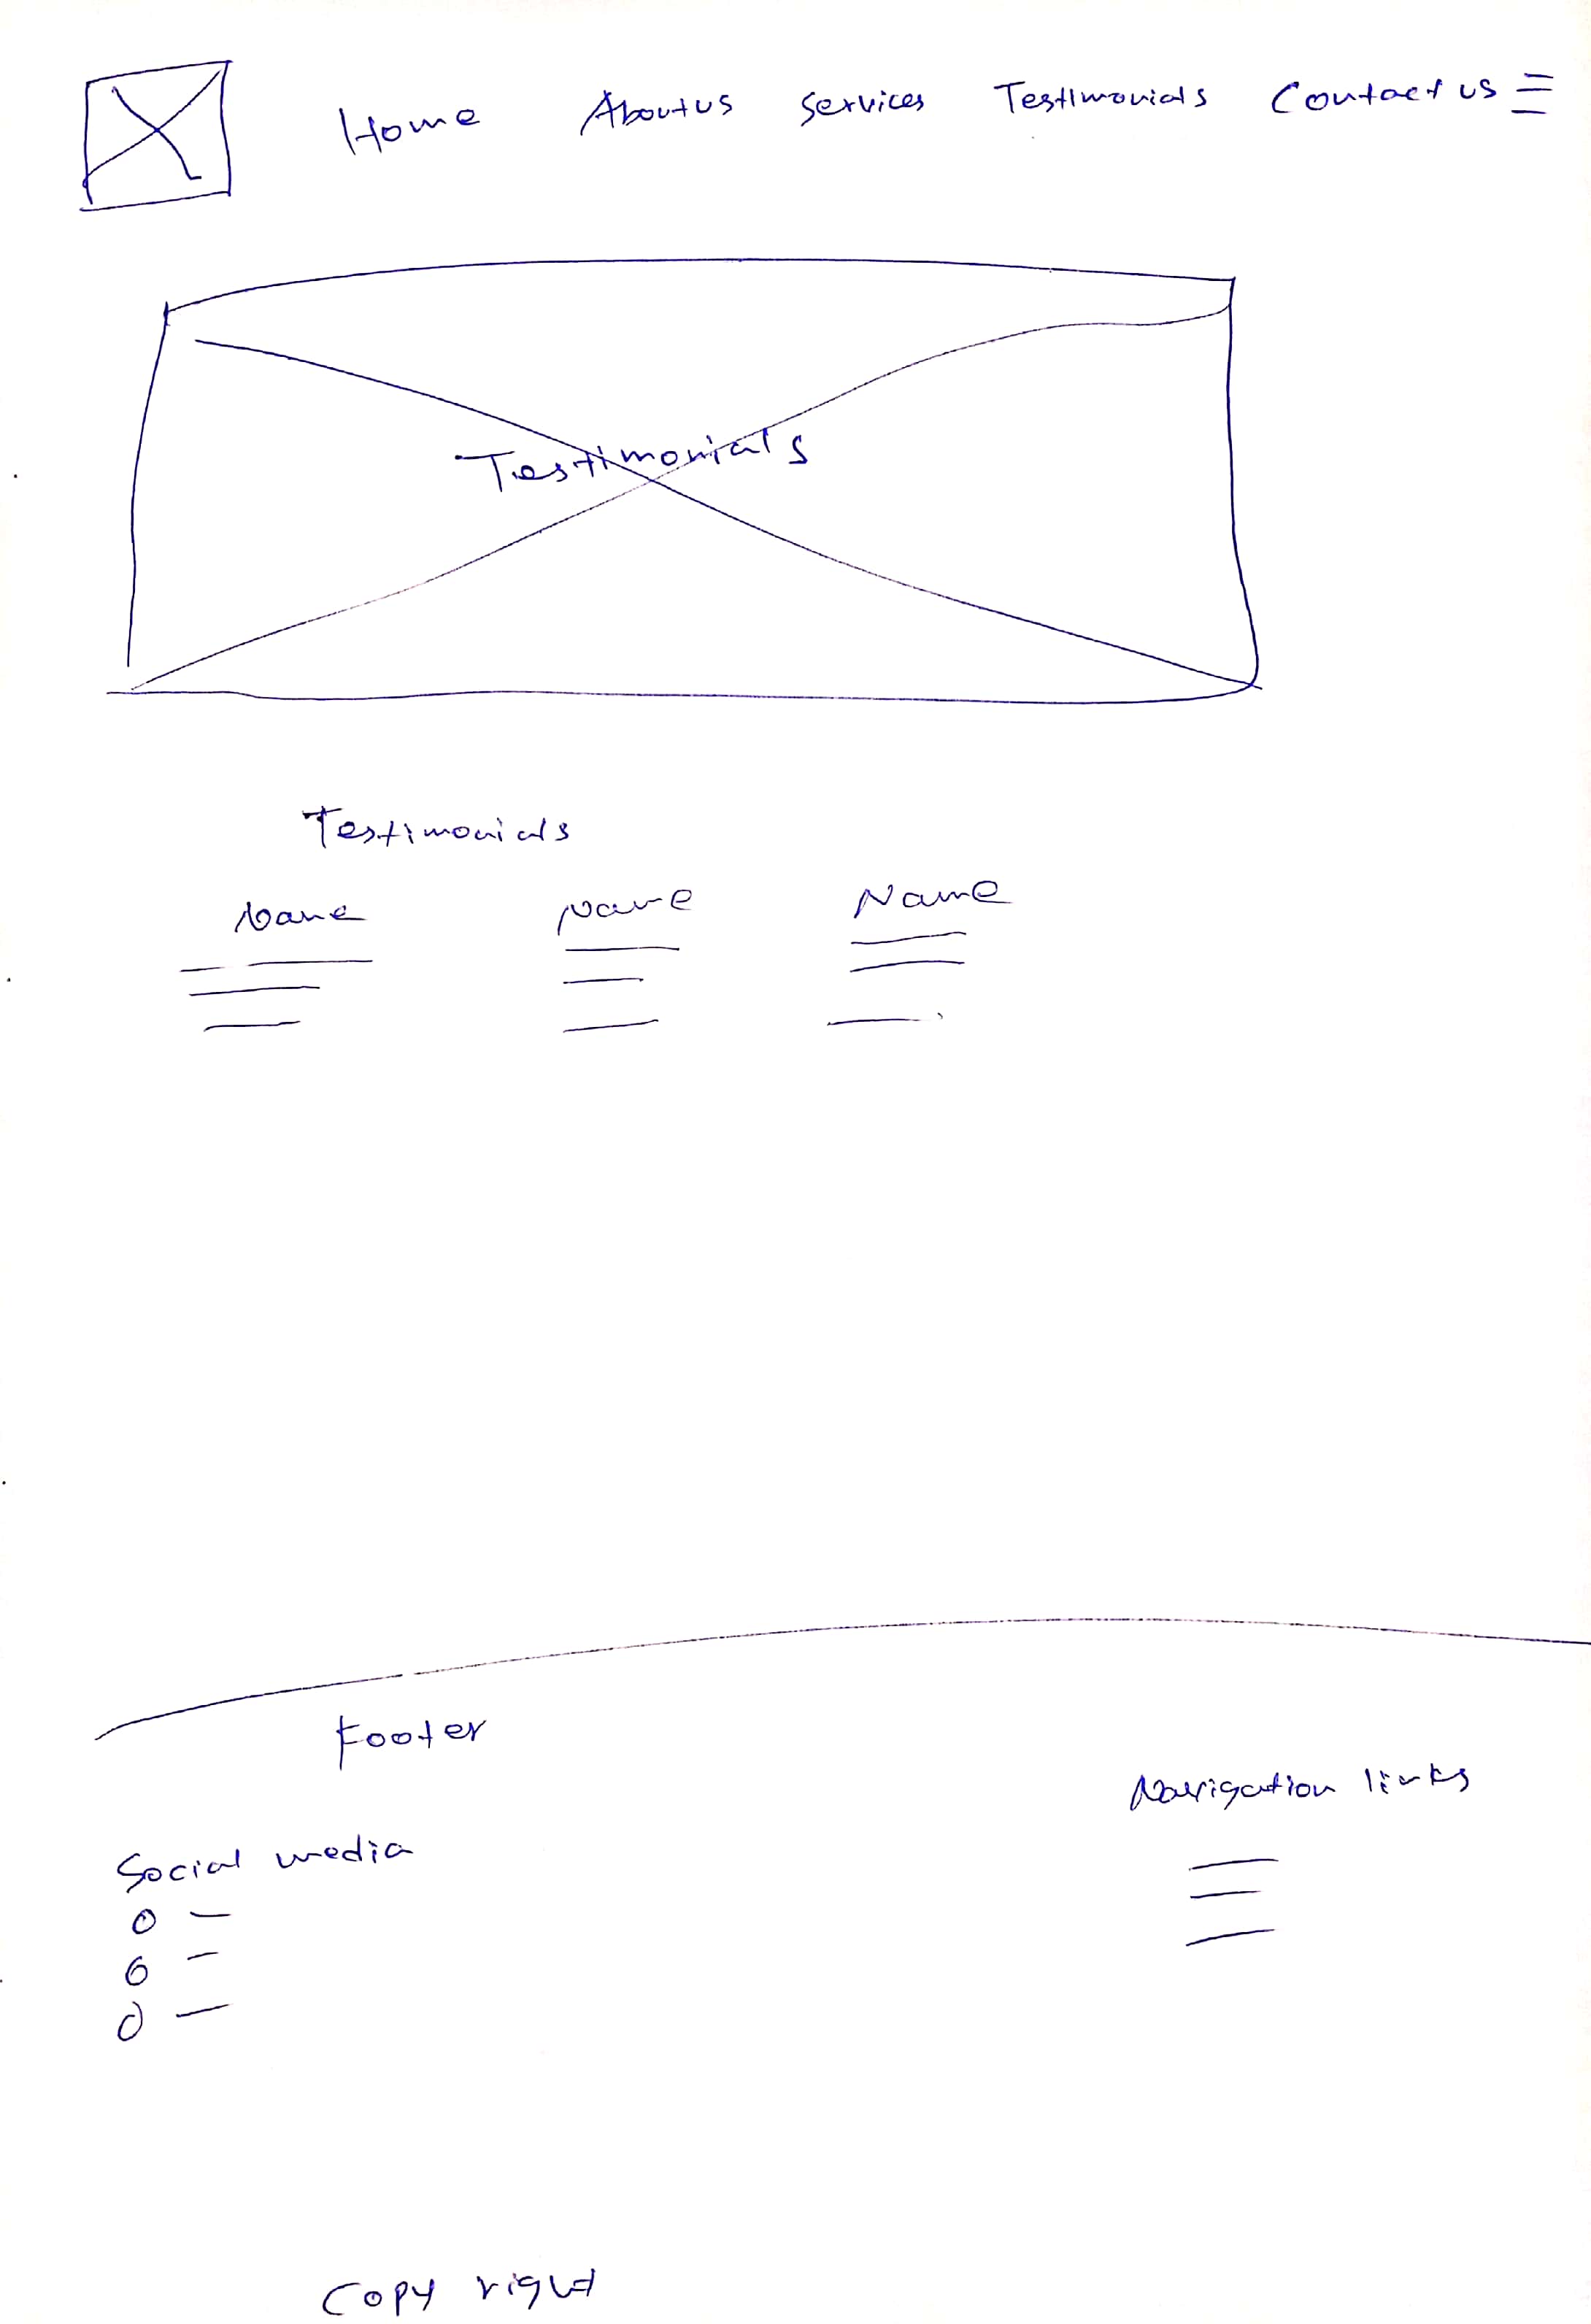 Home Aboutus Services Testimonials Contact us
Testimonials
Testimonials
Name Name Name
Footer
Navigation links
Social media
Copy right